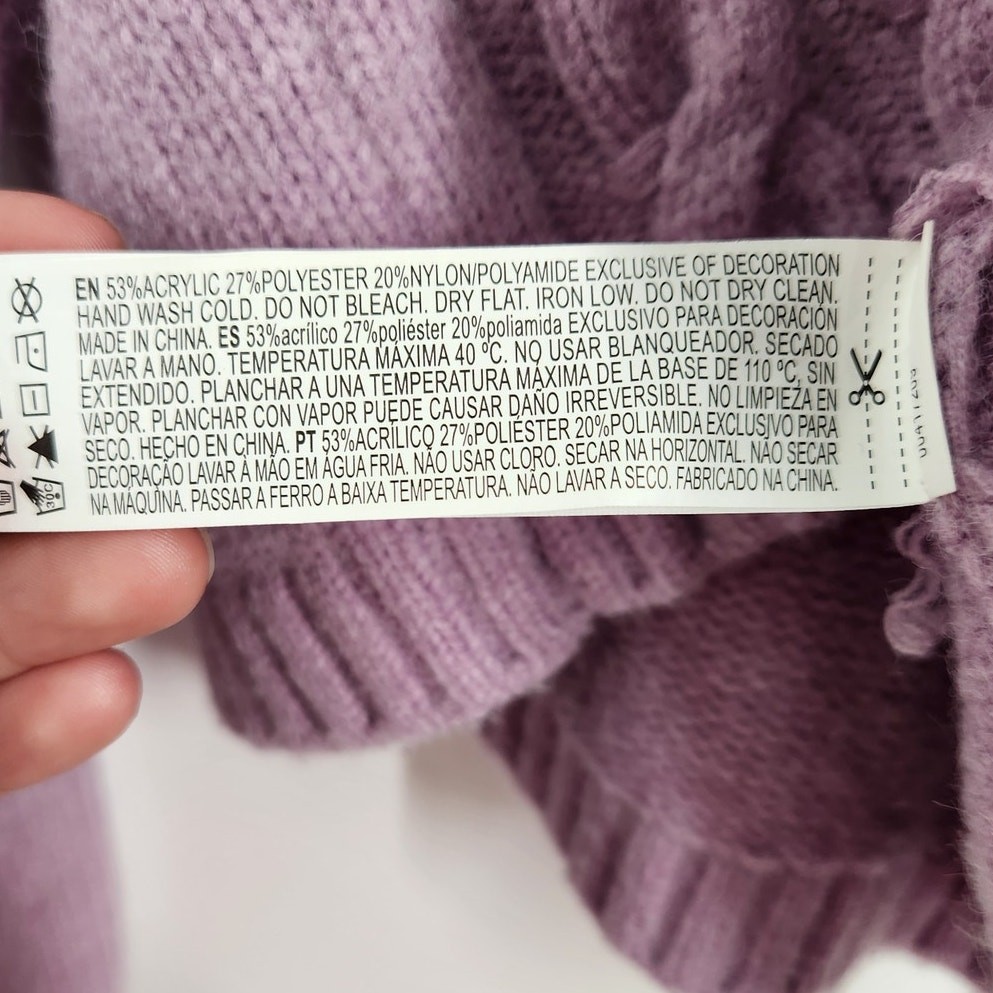 EN 53%ACRYLIC 27%POLYESTER 20%NYLON/POLYAMIDE EXCLUSIVE OF DECORATION
HAND WASH COLD. DO NOT BLEACH. DRY FLAT. IRON LOW. DO NOT DRY CLEAN.
MADE IN CHINA. ES 53%acrílico 27%poliéster 20%poliamida EXCLUSIVO PARA DECORACIÓN
LAVAR A MANO. TEMPERATURA MÁXIMA 40 ºC. NO USAR BLANQUEADOR. SECADO
EXTENDIDO. PLANCHAR A UNA TEMPERATURA MÁXIMA DE LA BASE DE 110 ºC, SIN
VAPOR. PLANCHAR CON VAPOR PUEDE CAUSAR DAÑO IRREVERSIBLE. NO LIMPIEZA EN
SECO. HECHO EN CHINA. PT 53%ACRÍLICO 27%POLIÉSTER 20%POLIAMIDA EXCLUSIVO PARA
DECORAÇÃO LAVAR À MÃO EM ÁGUA FRIA. NÃO USAR CLORO. SECAR NA HORIZONTAL. NÃO SECAR
NA MÁQUINA. PASSAR A FERRO A BAIXA TEMPERATURA. NÃO LAVAR A SECO. FABRICADO NA CHINA.
30°C